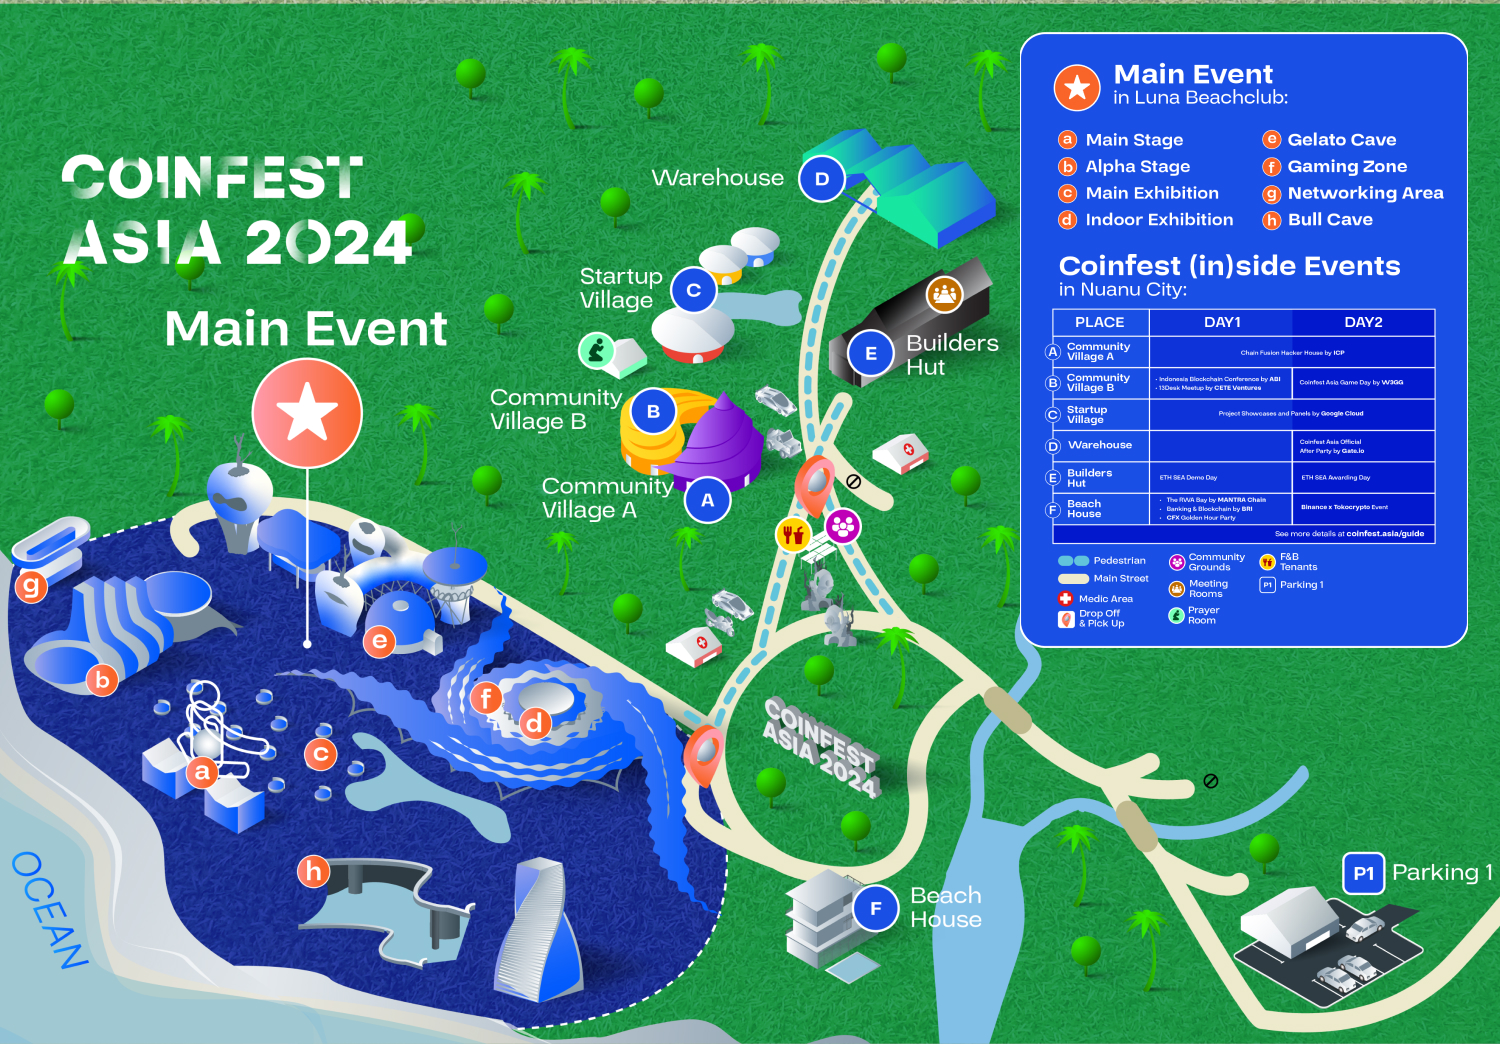 COINFEST
ASIA 2024
Main Event
Warehouse
D
Startup
Village
C
E
Builders
Hut
Community
Village B
B
Community
Village A
A
g
b
e
f
d
c
a
h
OCEAN
COINFEST
ASIA 2024
F
Beach
House
P1
Parking 1
Main Event
in Luna Beachclub:
a Main Stage
b Alpha Stage
c Main Exhibition
d Indoor Exhibition
e Gelato Cave
f Gaming Zone
g Networking Area
h Bull Cave
Coinfest (in)side Events
in Nuanu City:
PLACE DAY1 DAY2
A Community
Village A
Chain Fusion Hacker House by ICP
B Community
Village B
• Indonesia Blockchain Conference by ABI
• 13Desk Meetup by CETE Ventures
Coinfest Asia Game Day by W3GG
C Startup
Village
Project Showcases and Panels by Google Cloud
D Warehouse
Coinfest Asia Official
After Party by Gate.io
E Builders
Hut
ETH SEA Demo Day
ETH SEA Awarding Day
F Beach
House
• The RWA Bay by MANTRA Chain
• Banking & Blockchain by BRI
• CFX Golden Hour Party
Binance x Tokocrypto Event
See more details at coinfest.asia/guide
Pedestrian
Main Street
Medic Area
Drop Off
& Pick Up
Community
Grounds
Meeting
Rooms
Prayer
Room
F&B
Tenants
P1 Parking 1